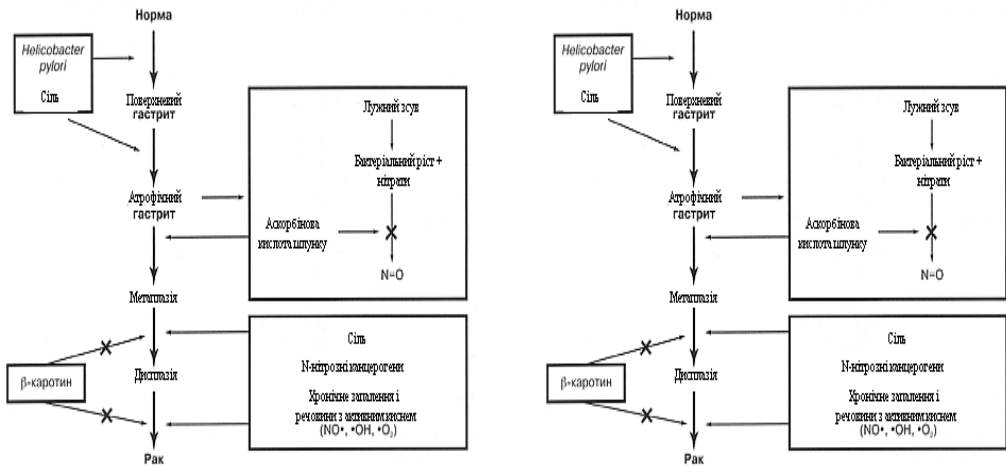 Норма
Helicobacter
pylori
Сіль
Поверхневий
гастрит
Лужний зсув
Бактеріальний ріст +
нітрати
Атрофічний
гастрит
Аскорбінова
кислота шлунку
N=O
Метаплазія
Сіль
N-нітрозні канцерогени
β-каротин
Дисплазія
Хронічне запалення і
речовини з активним киснем
(NO•, •OH, •O₂)
Рак
Норма
Helicobacter
pylori
Сіль
Поверхневий
гастрит
Лужний зсув
Бактеріальний ріст +
нітрати
Атрофічний
гастрит
Аскорбінова
кислота шлунку
N=O
Метаплазія
Сіль
N-нітрозні канцерогени
β-каротин
Дисплазія
Хронічне запалення і
речовини з активним киснем
(NO•, •OH, •O₂)
Рак